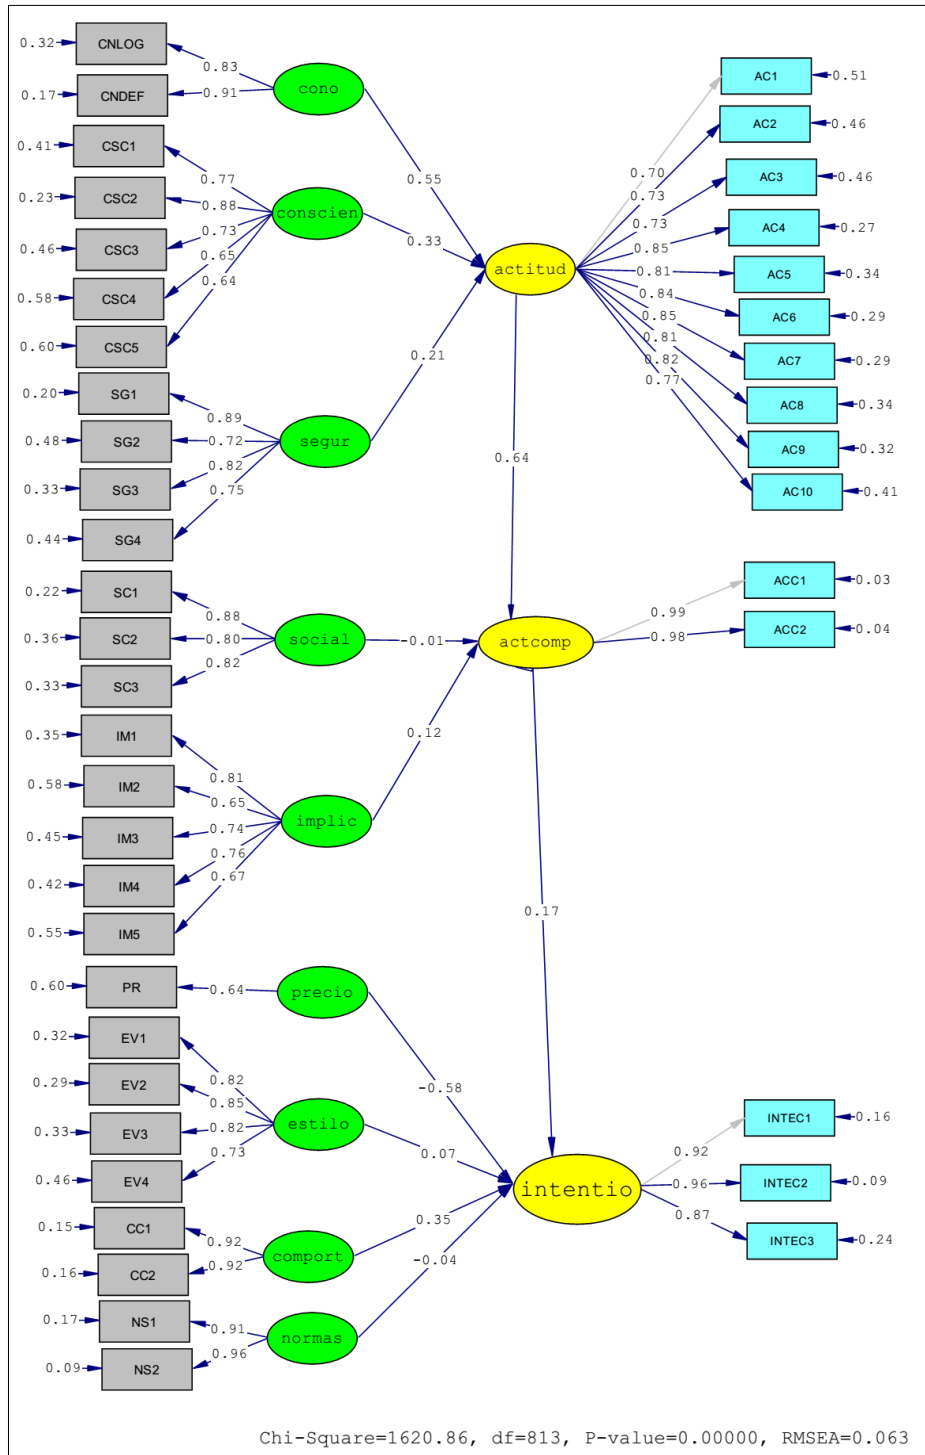 0.32 CNLOG
0.17 CNDEF
0.83
0.91
cono
0.41 CSC1
0.23 CSC2
0.46 CSC3
0.58 CSC4
0.60 CSC5
0.77
0.88
0.73
0.65
0.64
conscien
0.20 SG1
0.48 SG2
0.33 SG3
0.44 SG4
0.89
0.72
0.82
0.75
segur
0.22 SC1
0.36 SC2
0.33 SC3
0.88
0.80
0.82
social
0.35 IM1
0.58 IM2
0.45 IM3
0.42 IM4
0.55 IM5
0.81
0.65
0.74
0.76
0.67
implic
0.60 PR
0.64
precio
0.32 EV1
0.29 EV2
0.33 EV3
0.46 EV4
0.82
0.85
0.82
0.73
estilo
0.15 CC1
0.16 CC2
0.92
0.92
comport
0.17 NS1
0.09 NS2
0.91
0.96
normas
0.55
0.33
0.21
actitud
0.64
-0.01
0.12
actcomp
0.17
-0.58
0.07
0.35
-0.04
intentio
0.70
0.73
0.73
0.85
0.81
0.84
0.85
0.81
0.82
0.77
AC1 0.51
AC2 0.46
AC3 0.46
AC4 0.27
AC5 0.34
AC6 0.29
AC7 0.29
AC8 0.34
AC9 0.32
AC10 0.41
0.99
0.98
ACC1 0.03
ACC2 0.04
0.92
0.96
0.87
INTEC1 0.16
INTEC2 0.09
INTEC3 0.24
Chi-Square=1620.86, df=813, P-value=0.00000, RMSEA=0.063